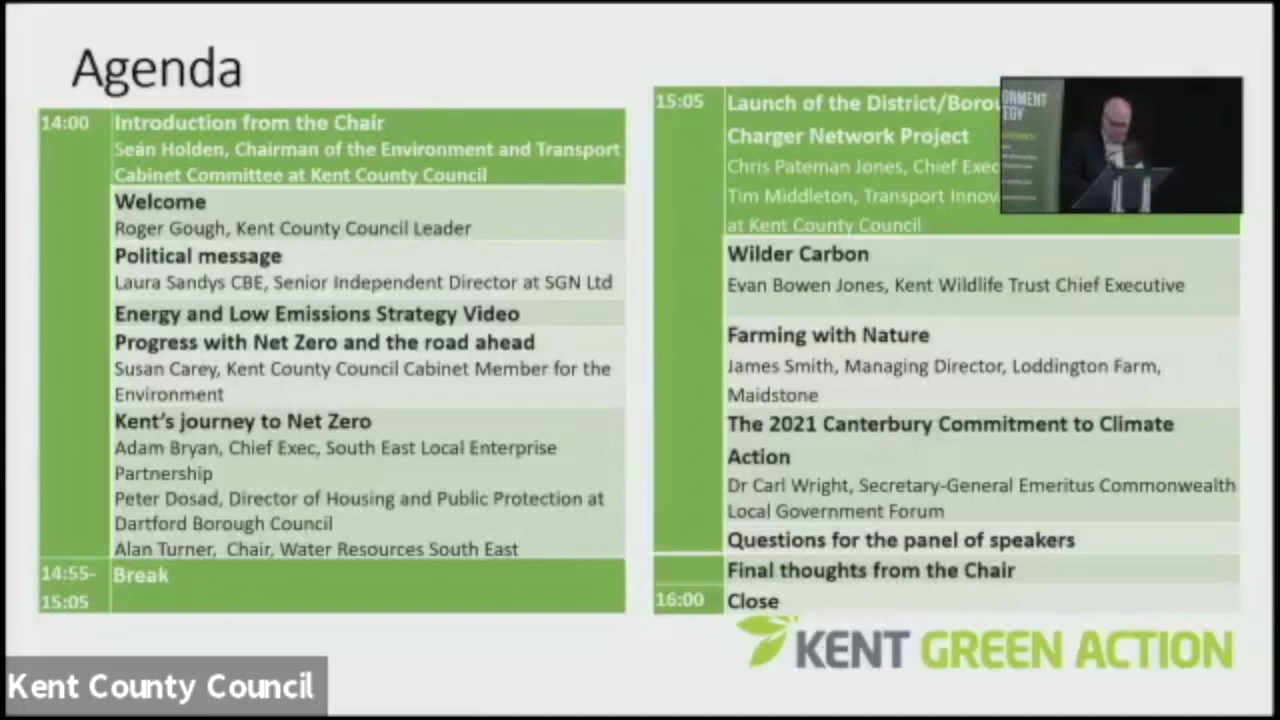 Agenda
14:00
Introduction from the Chair
Seán Holden, Chairman of the Environment and Transport
Cabinet Committee at Kent County Council
Welcome
Roger Gough, Kent County Council Leader
Political message
Laura Sandys CBE, Senior Independent Director at SGN Ltd
Energy and Low Emissions Strategy Video
Progress with Net Zero and the road ahead
Susan Carey, Kent County Council Cabinet Member for the
Environment
Kent's journey to Net Zero
Adam Bryan, Chief Exec, South East Local Enterprise
Partnership
Peter Dosad, Director of Housing and Public Protection at
Dartford Borough Council
Alan Turner, Chair, Water Resources South East
14:55-
15:05
Break
15:05
Launch of the District/Borou
Charger Network Project
Chris Pateman Jones, Chief Exec
Tim Middleton, Transport Innov
at Kent County Council
Wilder Carbon
Evan Bowen Jones, Kent Wildlife Trust Chief Executive
Farming with Nature
James Smith, Managing Director, Loddington Farm,
Maidstone
The 2021 Canterbury Commitment to Climate
Action
Dr Carl Wright, Secretary-General Emeritus Commonwealth
Local Government Forum
Questions for the panel of speakers
Final thoughts from the Chair
16:00
Close
ONMENT
EGY
KENT GREEN ACTION
Kent County Council